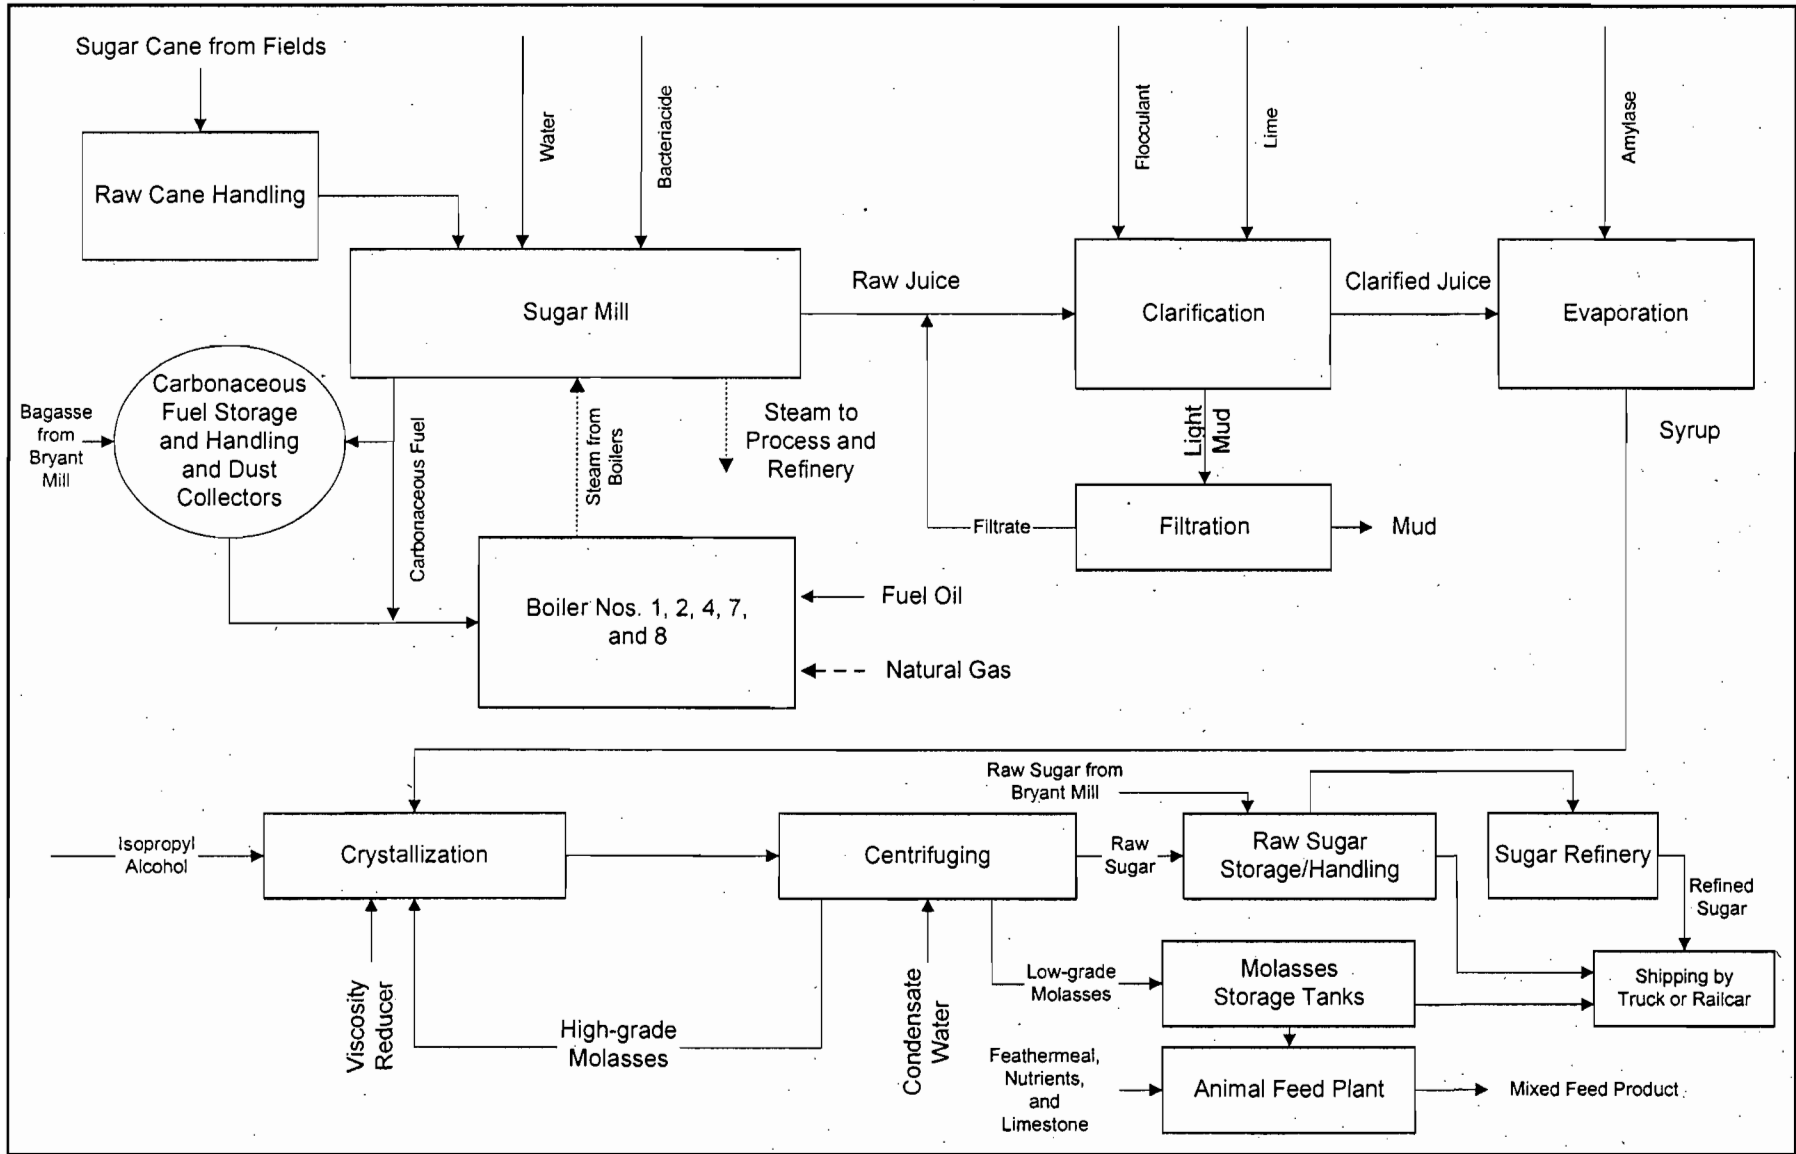 Sugar Cane from Fields
Water
Bacteriacide
Flocculant
Lime
Amylase
Raw Cane Handling
Sugar Mill
Raw Juice
Clarification
Clarified Juice
Evaporation
Bagasse
from
Bryant
Mill
Carbonaceous
Fuel Storage
and Handling
and Dust
Collectors
Carbonaceous Fuel
Steam from
Boilers
Steam to
Process and
Refinery
Light
Mud
Syrup
Filtrate
Filtration
Mud
Boiler Nos. 1, 2, 4, 7,
and 8
Fuel Oil
Natural Gas
Raw Sugar from
Bryant Mill
Isopropyl
Alcohol
Crystallization
Centrifuging
Raw
Sugar
Raw Sugar
Storage/Handling
Sugar Refinery
Refined
Sugar
Viscosity
Reducer
High-grade
Molasses
Condensate
Water
Low-grade
Molasses
Molasses
Storage Tanks
Shipping by
Truck or Railcar
Feathermeal,
Nutrients,
and
Limestone
Animal Feed Plant
Mixed Feed Product